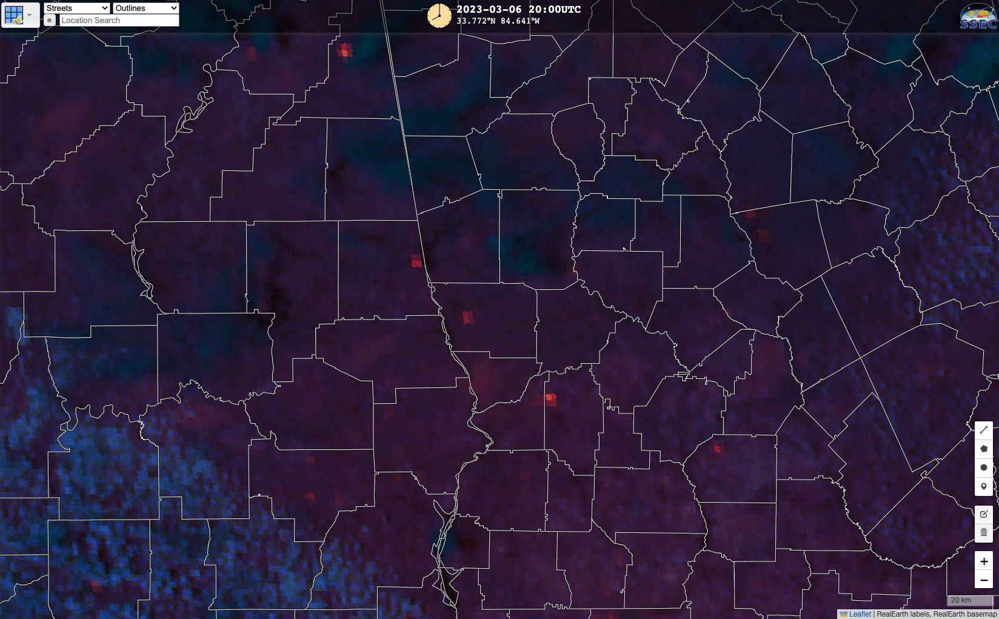 Streets
Outlines
Location Search
2023-03-06 20:00UTC
33.772°N 84.641°W
SSEC
+
−
20 km
Leaflet | RealEarth labels, RealEarth basemap